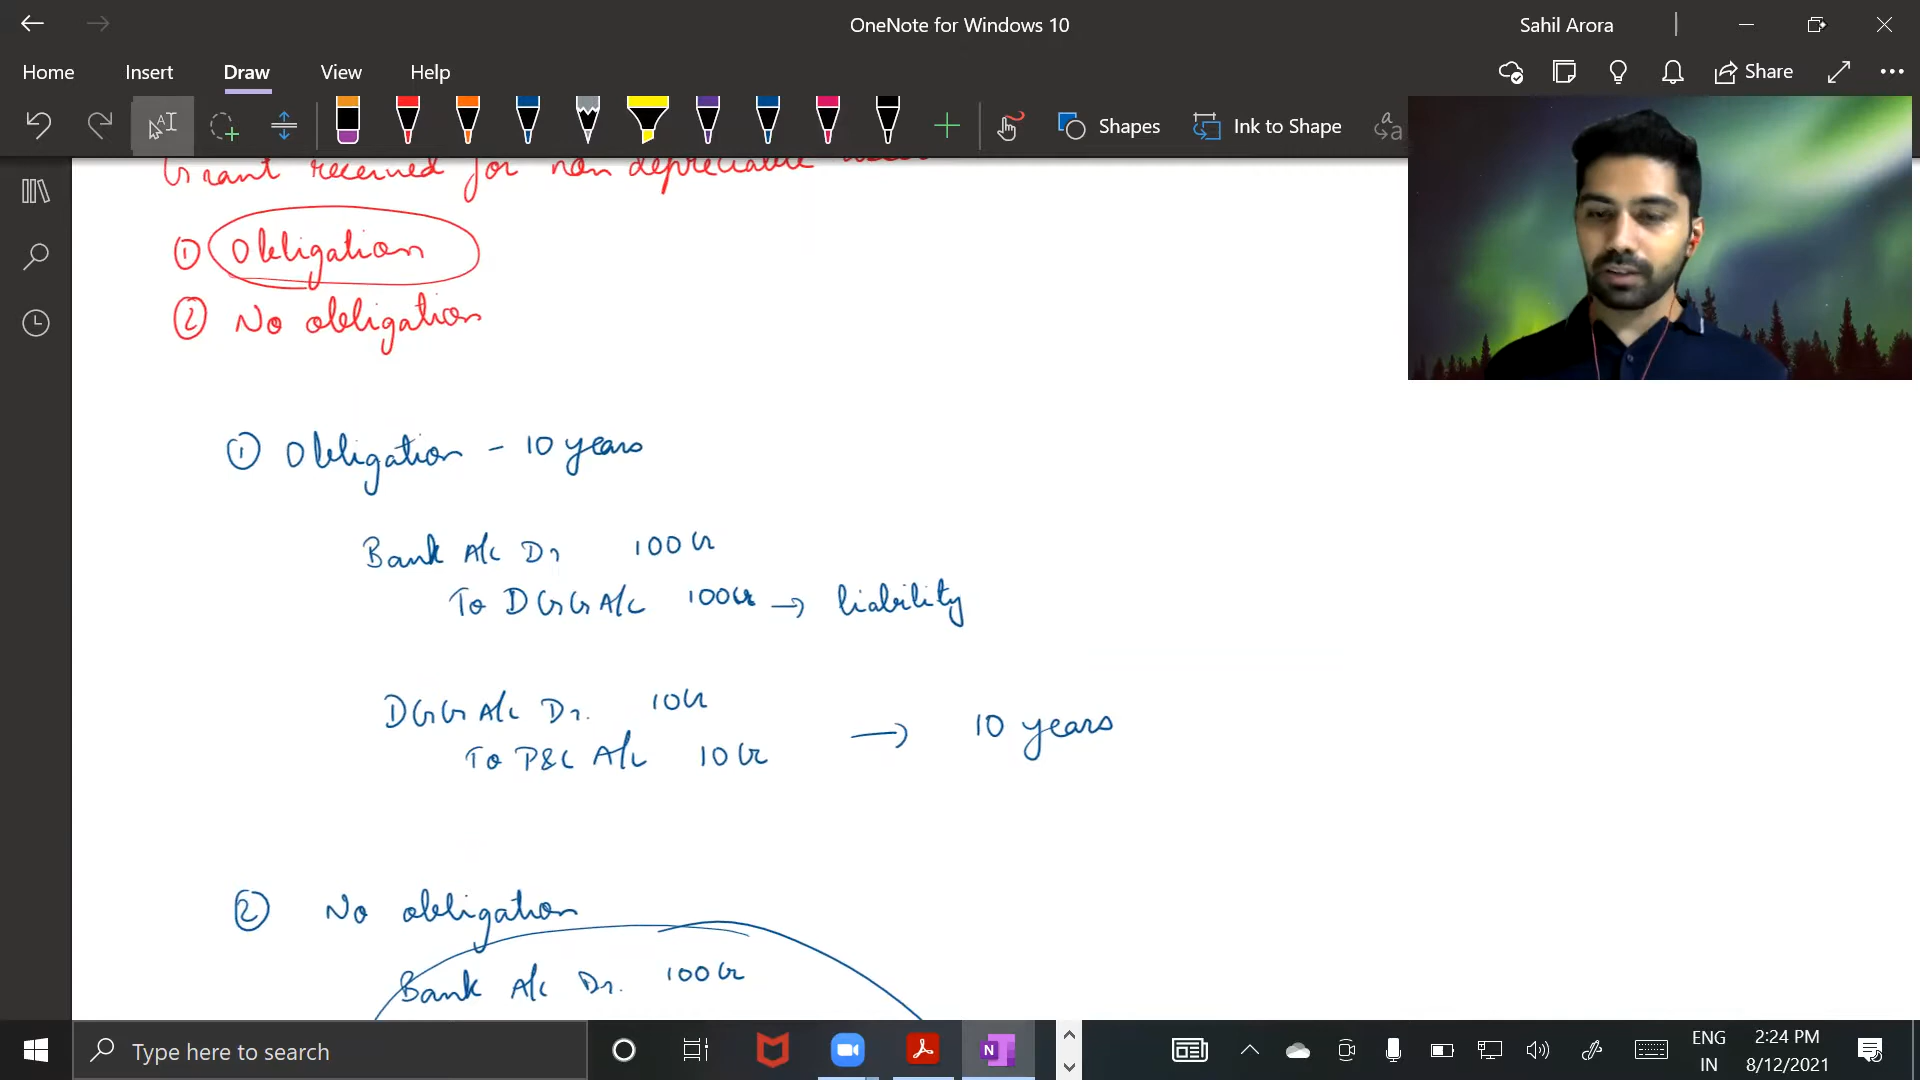 OneNote for Windows 10
Sahil Arora
Home Insert Draw View Help
Share
Shapes
Ink to Shape
Grant received for non depreciable
① Obligation
② No obligation
① Obligation - 10 years
Bank A/c Dr 100 Cr
To DGG A/c 100 Cr → liability
DGG A/c Dr. 10 Cr
To P&L A/c 10 Cr → 10 years
② No obligation
Bank A/c Dr. 100 Cr
Type here to search
N
ENG
IN
2:24 PM
8/12/2021